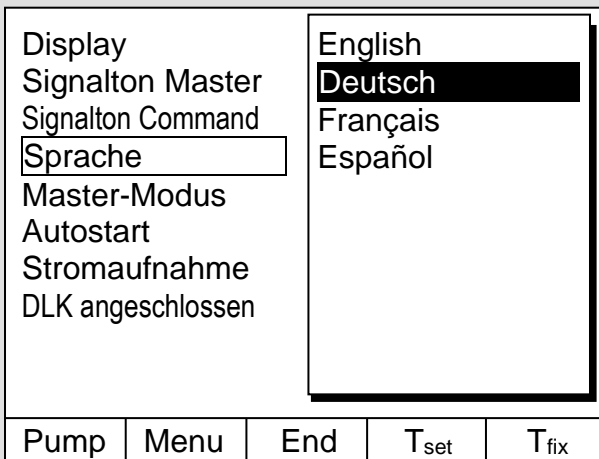 Display
Signalton Master
Signalton Command
Sprache
Master-Modus
Autostart
Stromaufnahme
DLK angeschlossen
English
Deutsch
Français
Español
Pump Menu End Tset Tfix